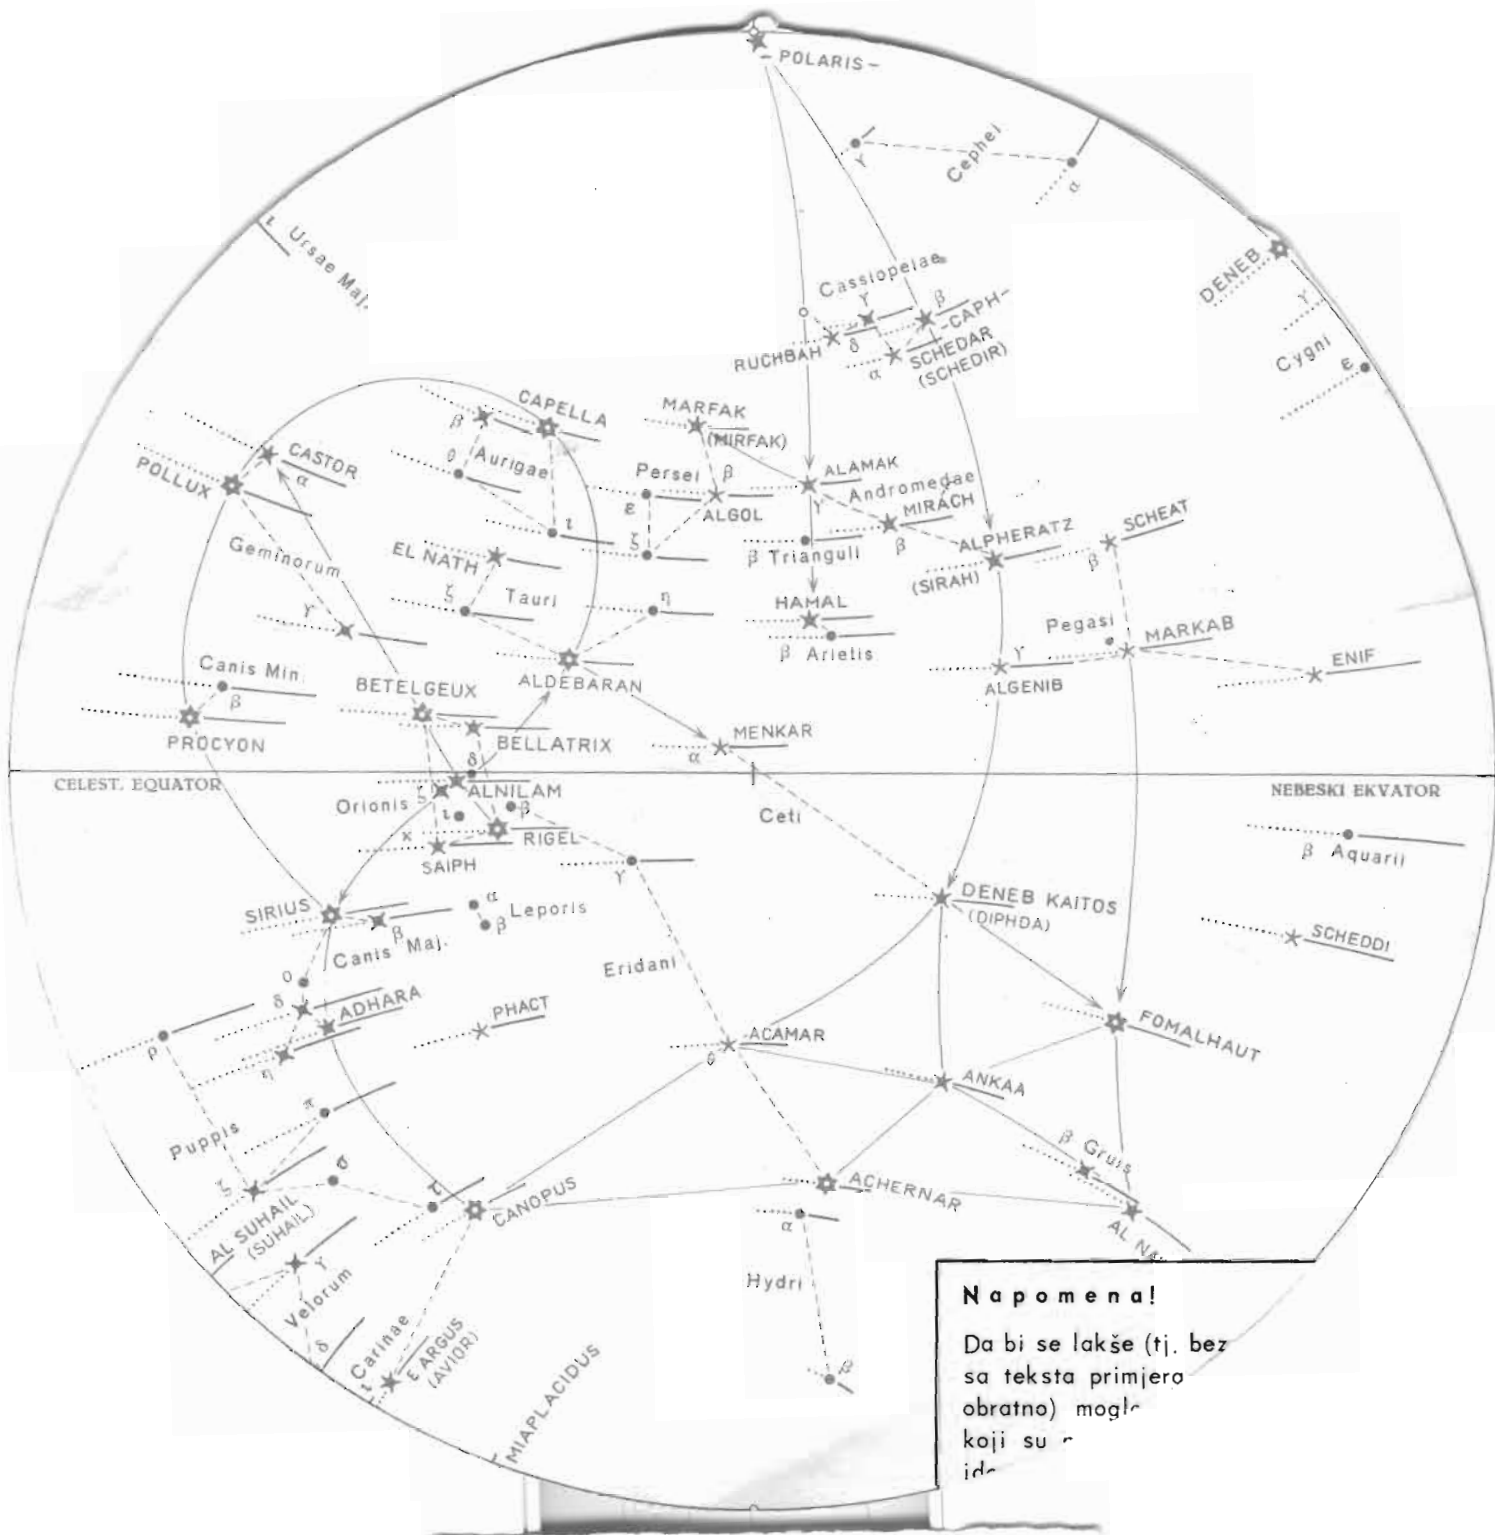 - POLARIS -
γ
Cephei
α
ι Ursae Maj.
DENEB
γ
Cygni
ε
Cassiopeiae
γ
β
-CAPH-
RUCHBAH
δ
SCHEDAR
α
(SCHEDIR)
CAPELLA
β
MARFAK
(MIRFAK)
CASTOR
α
POLLUX
θ
Aurigae
ι
Persei
β
ε
ALGOL
ζ
ALAMAK
γ
Andromedae
MIRACH
β
β Trianguli
ALPHERATZ
(SIRAH)
SCHEAT
β
Geminorum
γ
EL NATH
ζ
Tauri
η
HAMAL
β Arietis
Pegasi
MARKAB
ENIF
γ
ALGENIB
Canis Min.
β
PROCYON
BETELGEUX
ALDEBARAN
BELLATRIX
MENKAR
α
CELEST. EQUATOR
NEBESKI EKVATOR
δ
ζ
ALNILAM
Orionis
ι
β
κ
RIGEL
SAIPH
γ
Ceti
β Aquarii
SIRIUS
β
Canis Maj.
α
β
Leporis
DENEB KAITOS
(DIPHDA)
SCHEDDI
Eridani
ο
δ
ADHARA
PHACT
ρ
η
ACAMAR
θ
FOMALHAUT
ANKAA
π
Puppis
ζ
σ
τ
CANOPUS
ACHERNAR
α
β Gruis
AL NA
AL SUHAIL
(SUHAIL)
γ
Velorum
δ
Hydri
β
Carinae
ι
ε ARGUS
(AVIOR)
MIAPLACIDUS
Napomena!
Da bi se lakše (tj. bez
sa teksta primjera
obratno)
koji su